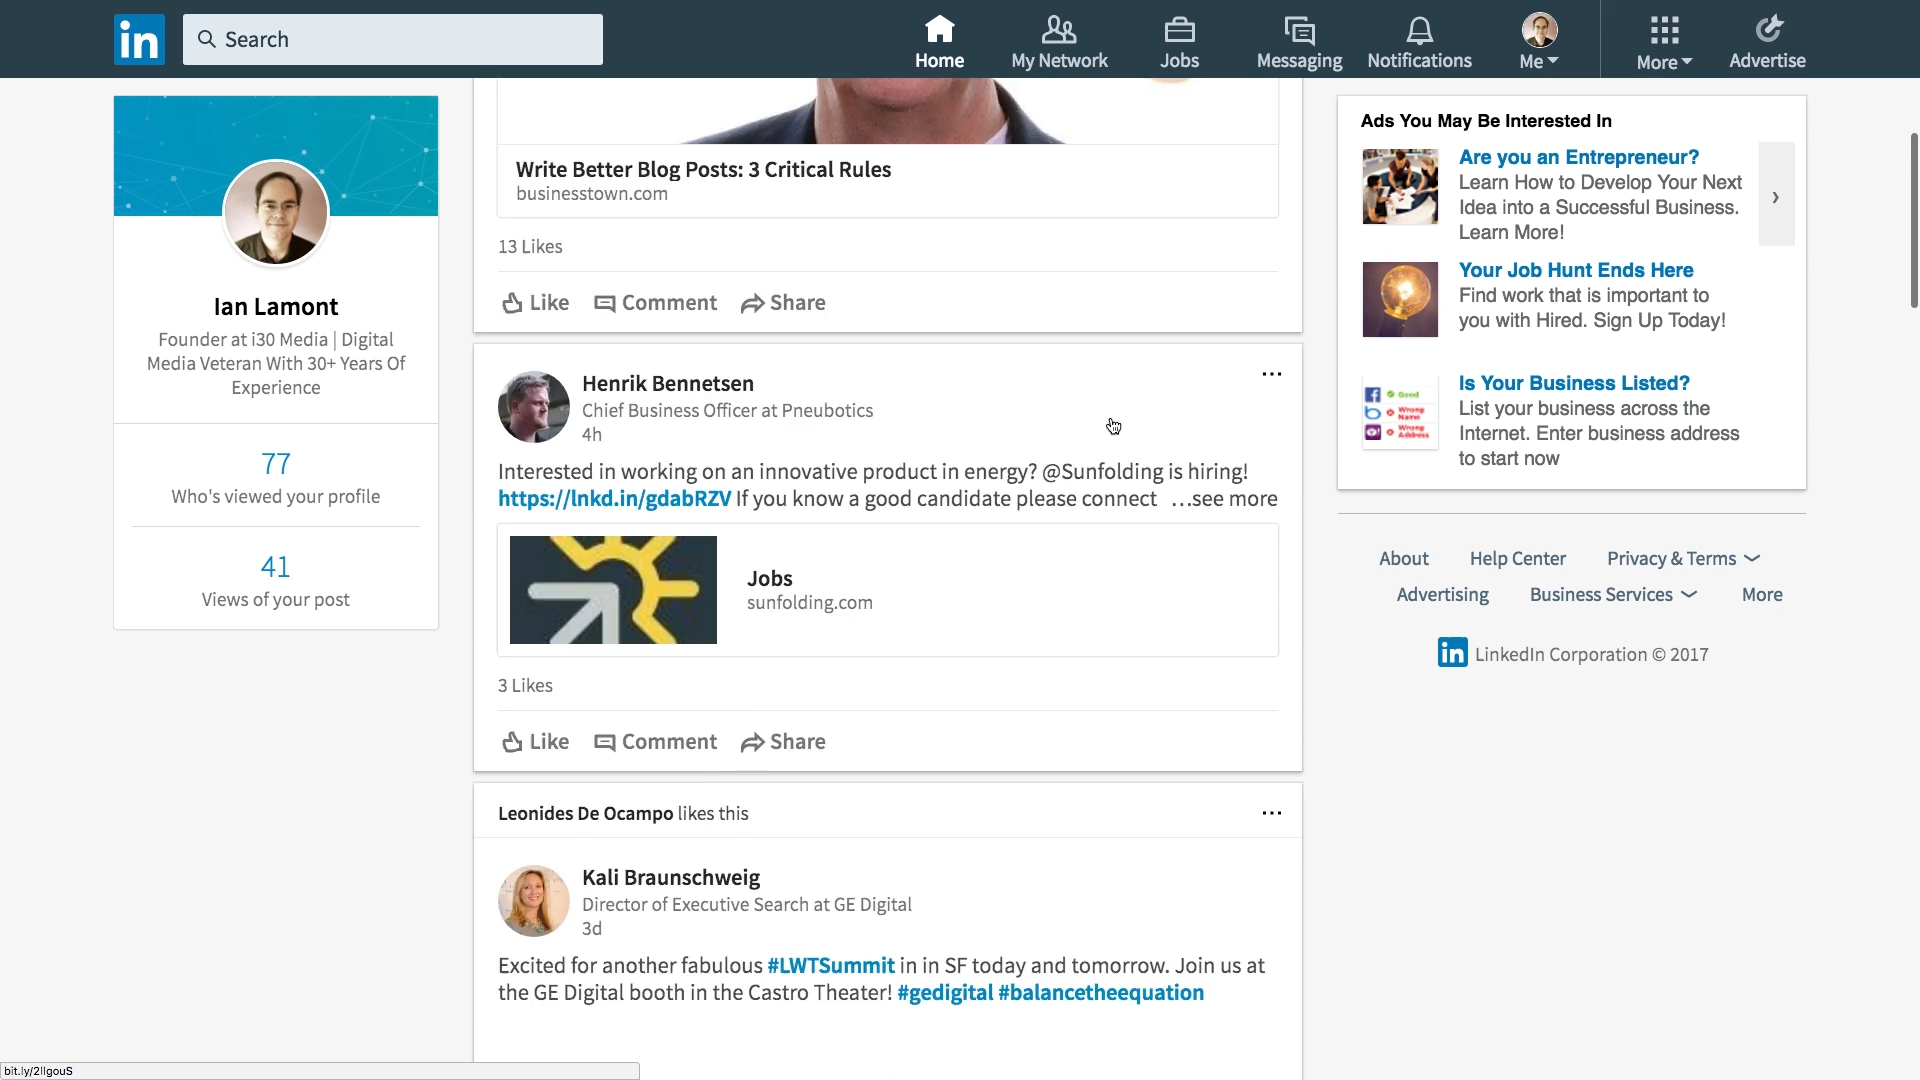 in
Search
Home
My Network
Jobs
Messaging
Notifications
Me
More
Advertise
Ian Lamont
Founder at i30 Media | Digital
Media Veteran With 30+ Years Of
Experience
77
Who's viewed your profile
41
Views of your post
Write Better Blog Posts: 3 Critical Rules
businesstown.com
13 Likes
Like
Comment
Share
Henrik Bennetsen
Chief Business Officer at Pneubotics
4h
Interested in working on an innovative product in energy? @Sunfolding is hiring!
https://lnkd.in/gdabRZV If you know a good candidate please connect …see more
Jobs
sunfolding.com
3 Likes
Like
Comment
Share
Leonides De Ocampo likes this
Kali Braunschweig
Director of Executive Search at GE Digital
3d
Excited for another fabulous #LWTSummit in in SF today and tomorrow. Join us at
the GE Digital booth in the Castro Theater! #gedigital #balancetheequation
Ads You May Be Interested In
Are you an Entrepreneur?
Learn How to Develop Your Next
Idea into a Successful Business.
Learn More!
Your Job Hunt Ends Here
Find work that is important to
you with Hired. Sign Up Today!
Good
Wrong
Name
Wrong
Address
Is Your Business Listed?
List your business across the
Internet. Enter business address
to start now
About
Help Center
Privacy & Terms
Advertising
Business Services
More
in LinkedIn Corporation © 2017